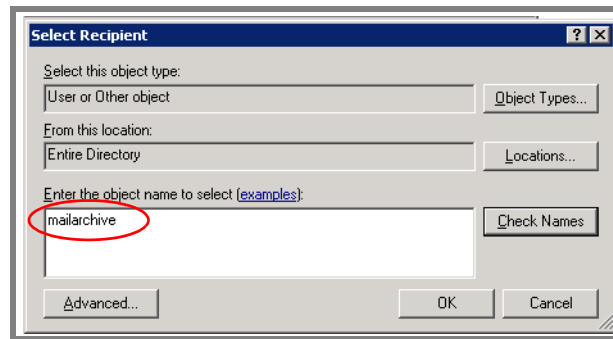 Select Recipient
Select this object type:
User or Other object
Object Types...
From this location:
Entire Directory
Locations...
Enter the object name to select (examples):
mailarchive
Check Names
Advanced...
OK
Cancel